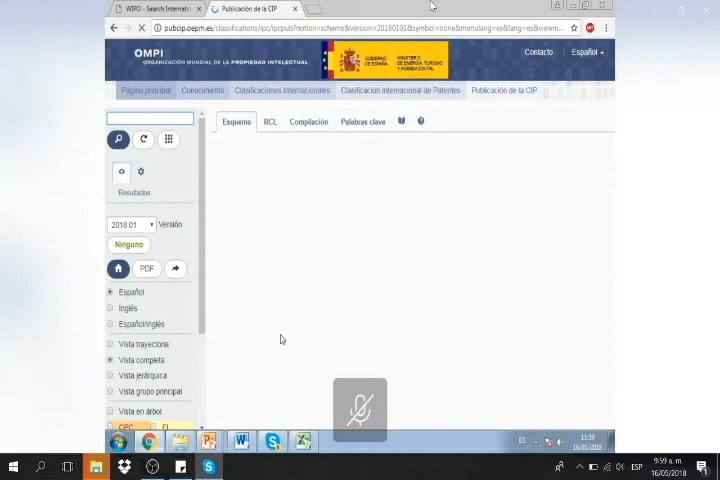 WIPO - Search Internatio
Publicación de la CIP
pubcip.oepm.es/classifications/ipc/ipcpub?notion=scheme&version=20180101&symbol=none&menulang=es&lang=es&viewm...
OMPI
ORGANIZACIÓN MUNDIAL DE LA PROPIEDAD INTELECTUAL
GOBIERNO DE ESPAÑA
MINISTERIO DE ENERGÍA, TURISMO Y AGENDA DIGITAL
Contacto
Español
Página principal
Conocimiento
Clasificaciones Internacionales
Clasificación Internacional de Patentes
Publicación de la CIP
Esquema
RCL
Compilación
Palabras clave
Resultados
2018.01
Versión
Ninguno
PDF
Español
Inglés
Español/inglés
Vista trayectoria
Vista completa
Vista jerárquica
Vista grupo principal
Vista en árbol
CPC
FI
ES
11:59
16/05/2018
ESP
9:59 a. m.
16/05/2018